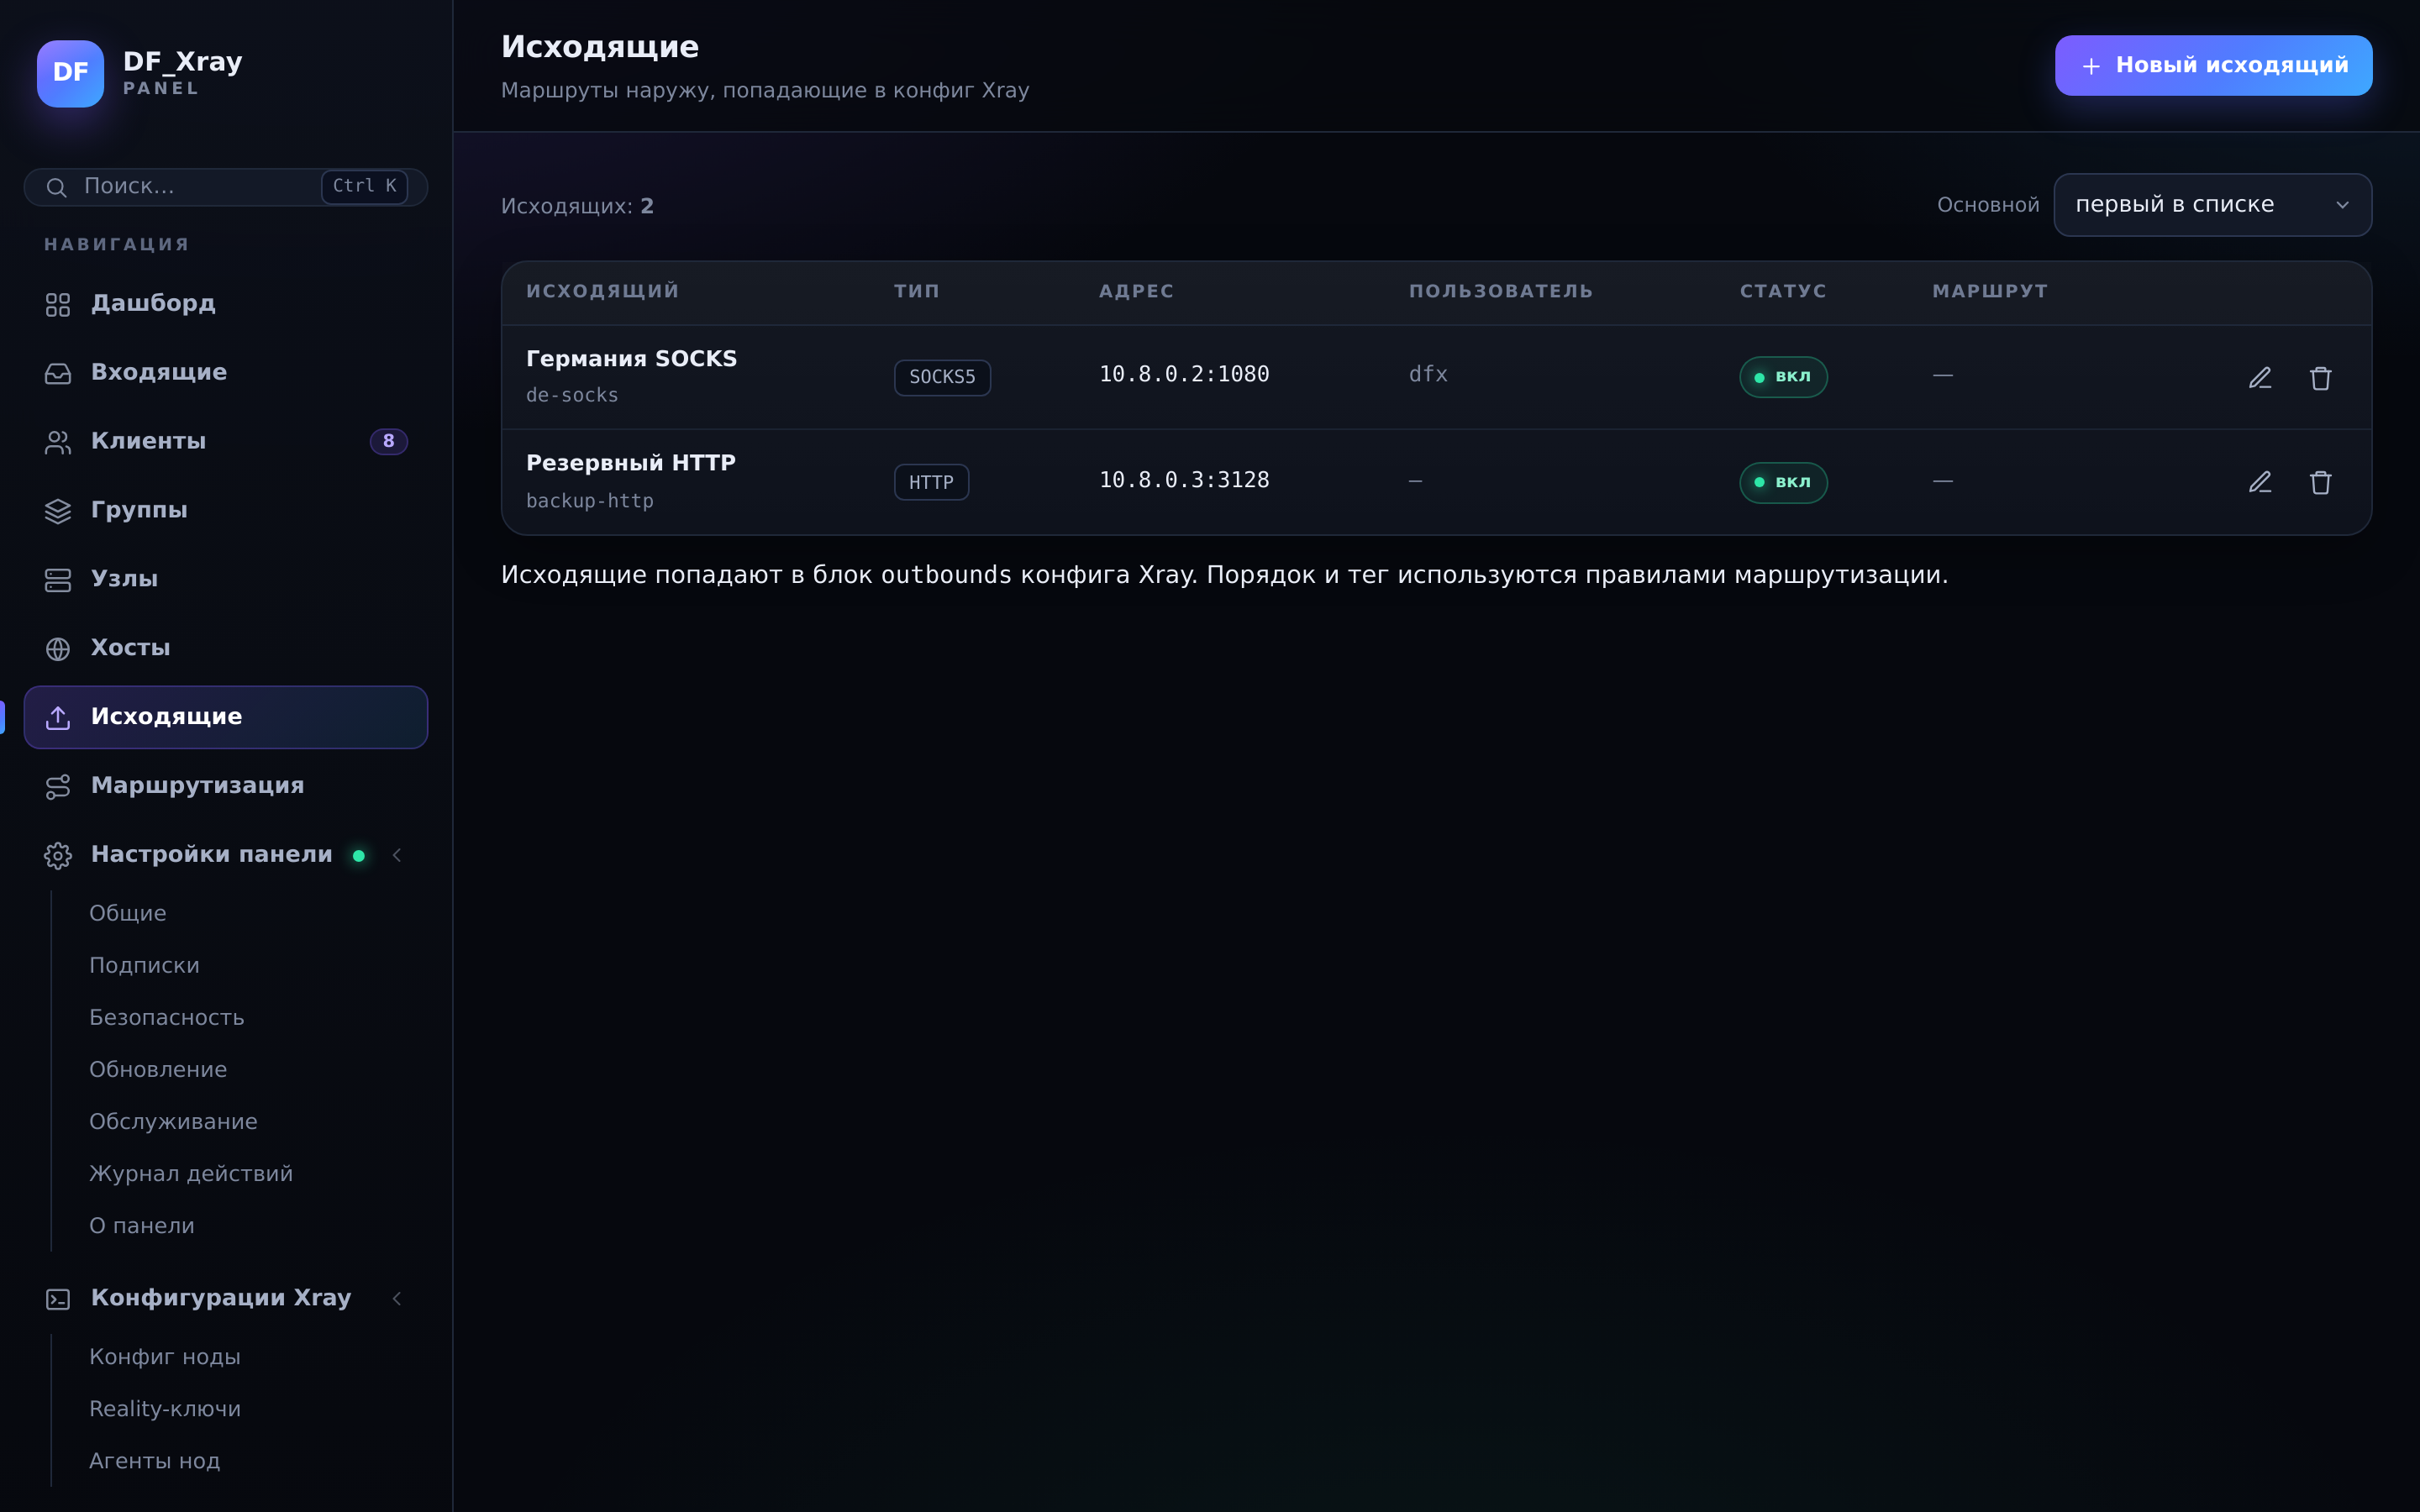 DF
DF_Xray
PANEL
Поиск...
Ctrl K
НАВИГАЦИЯ
Дашборд
Входящие
Клиенты 8
Группы
Узлы
Хосты
Исходящие
Маршрутизация
Настройки панели
Общие
Подписки
Безопасность
Обновление
Обслуживание
Журнал действий
О панели
Конфигурации Xray
Конфиг ноды
Reality-ключи
Агенты нод
Исходящие
Маршруты наружу, попадающие в конфиг Xray
+ Новый исходящий
Исходящих: 2
Основной первый в списке
ИСХОДЯЩИЙ ТИП АДРЕС ПОЛЬЗОВАТЕЛЬ СТАТУС МАРШРУТ
Германия SOCKS
de-socks
SOCKS5 10.8.0.2:1080 dfx вкл —
Резервный HTTP
backup-http
HTTP 10.8.0.3:3128 — вкл —
Исходящие попадают в блок outbounds конфига Xray. Порядок и тег используются правилами маршрутизации.